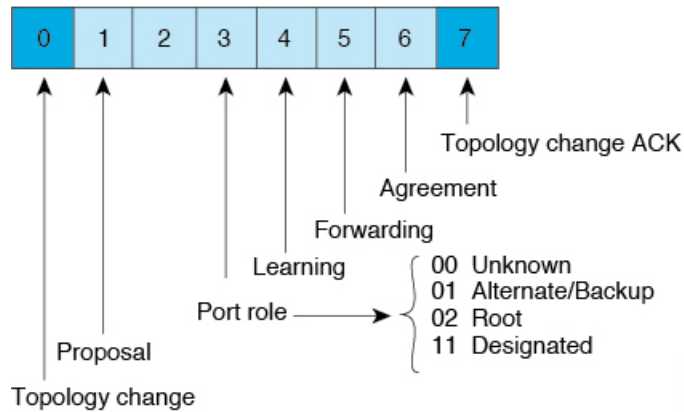 0 1 2 3 4 5 6 7
Topology change ACK
Agreement
Forwarding
Learning
00 Unknown
01 Alternate/Backup
Port role
02 Root
11 Designated
Proposal
Topology change